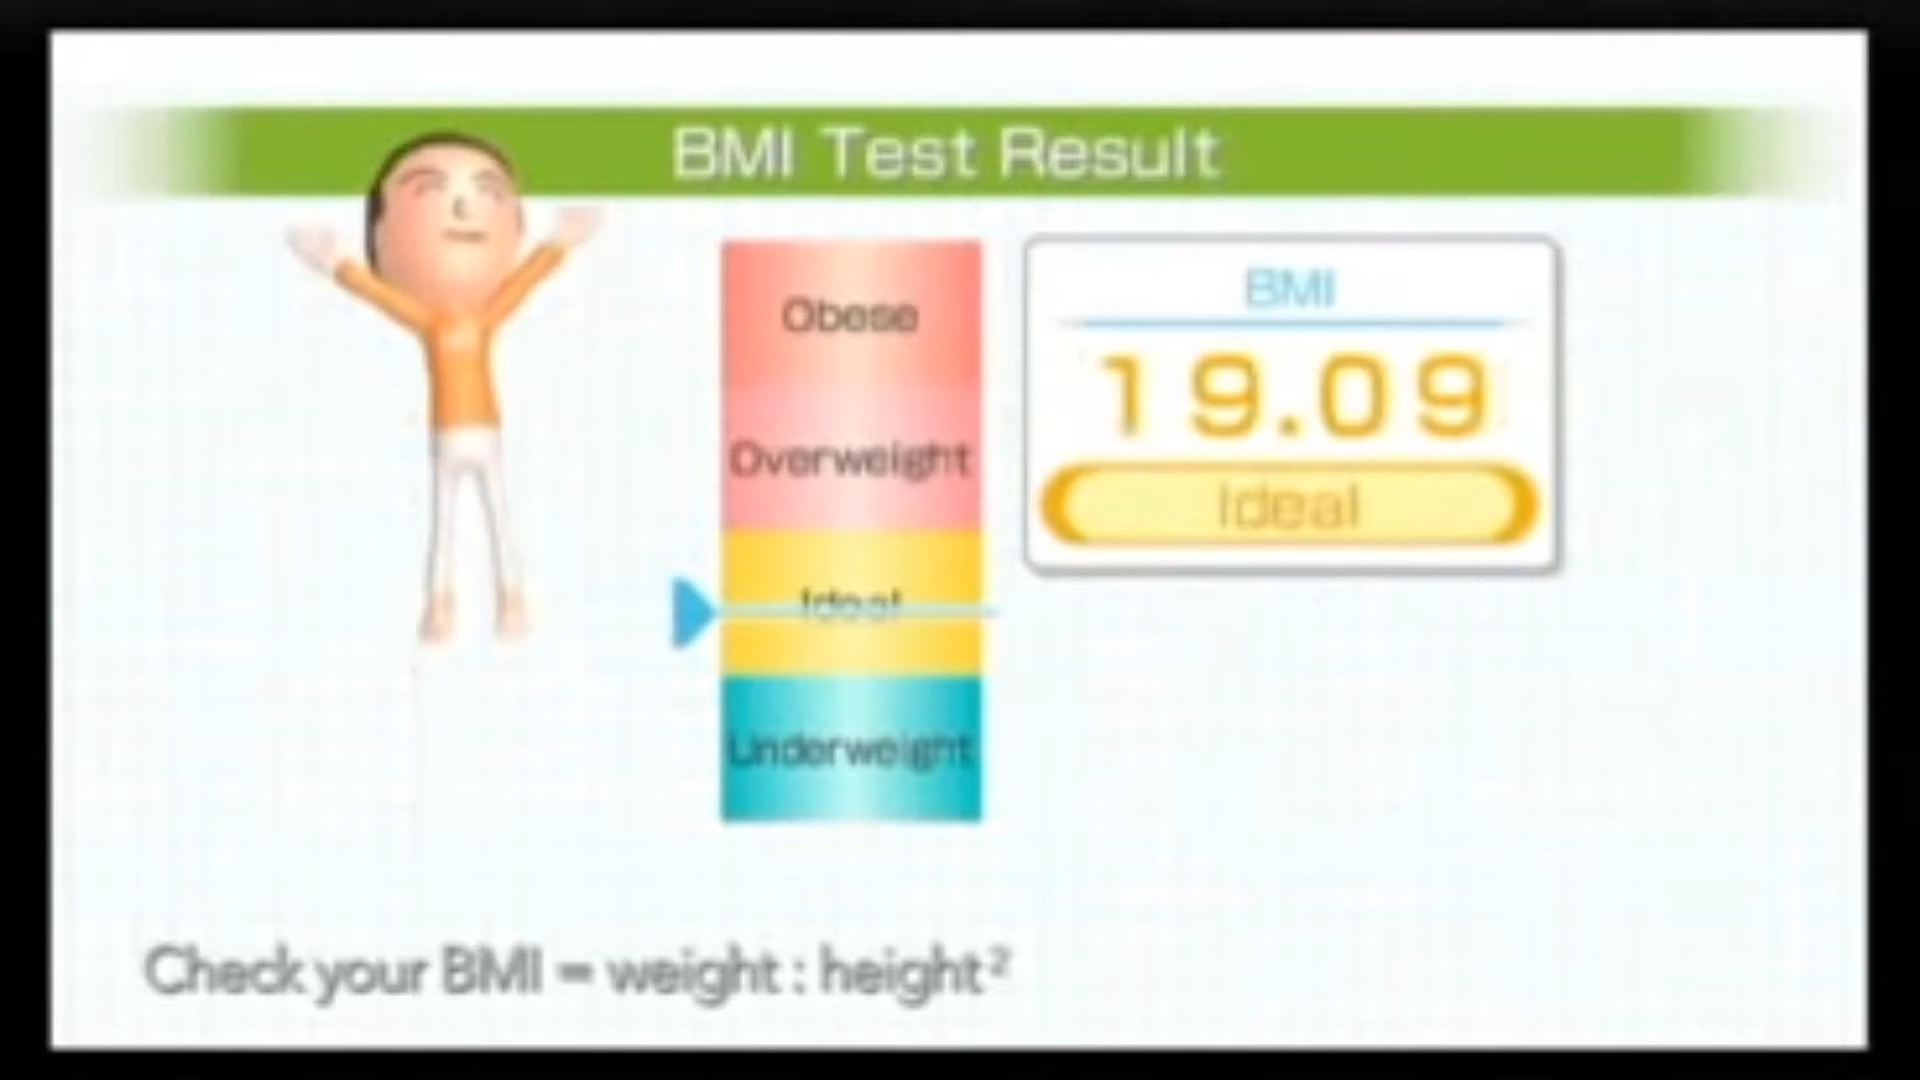 BMI Test Result
Obese
Overweight
Ideal
Underweight
BMI
19.09
Ideal
Check your BMI = weight : height²